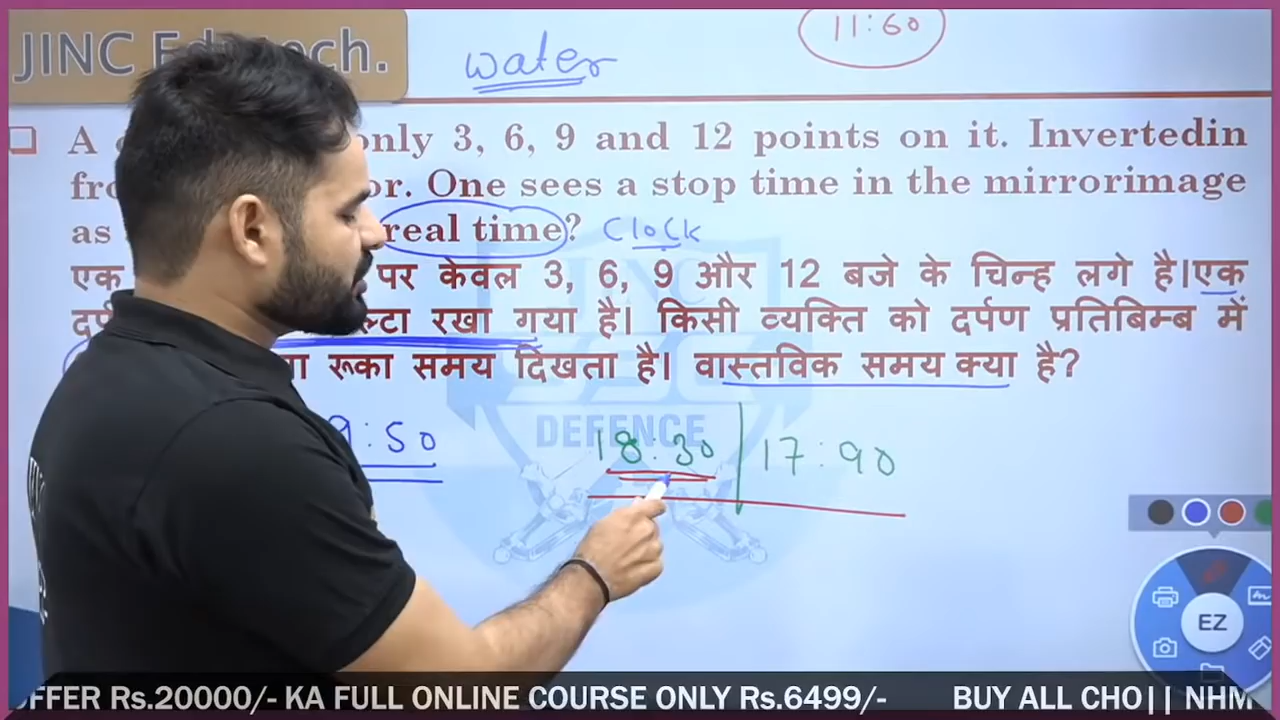 JINC Edutech.
water
11:60
A only 3, 6, 9 and 12 points on it. Invertedin
or. One sees a stop time in the mirrorimage
as real time? Clock
एक पर केवल 3, 6, 9 और 12 बजे के चिन्ह लगे है।एक
रखा गया है। किसी व्यक्ति को दर्पण प्रतिबिम्ब में
रूका समय दिखता है। वास्तविक समय क्या है?
9:50
DEFENCE
18:30 17:90
EZ
OFFER Rs.20000/- KA FULL ONLINE COURSE ONLY Rs.6499/- BUY ALL CHO|| NHM